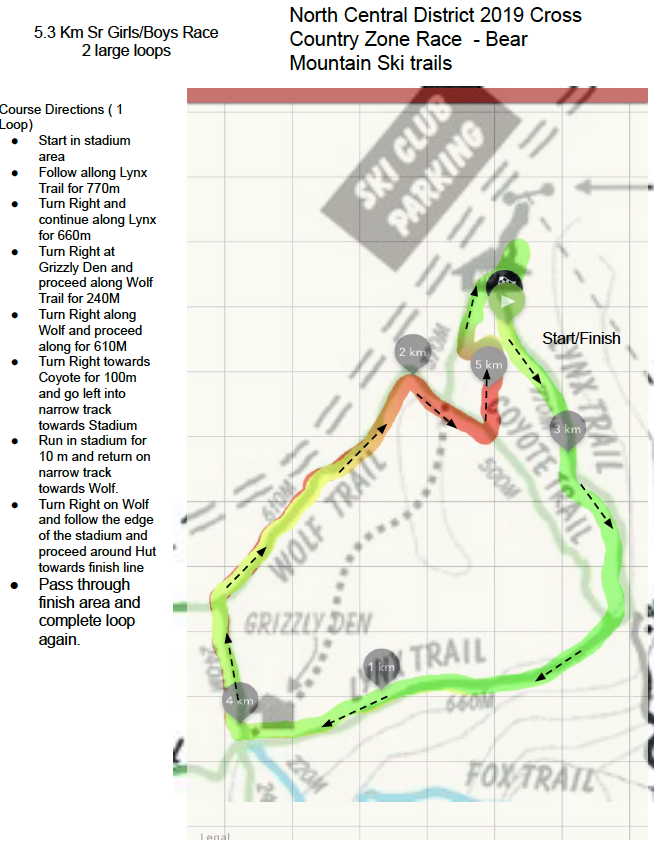 5.3 Km Sr Girls/Boys Race
2 large loops
North Central District 2019 Cross
Country Zone Race - Bear
Mountain Ski trails
Course Directions ( 1
Loop)
● Start in stadium
area
● Follow allong Lynx
Trail for 770m
● Turn Right and
continue along Lynx
for 660m
● Turn Right at
Grizzly Den and
proceed along Wolf
Trail for 240M
● Turn Right along
Wolf and proceed
along for 610M
● Turn Right towards
Coyote for 100m
and go left into
narrow track
towards Stadium
● Run in stadium for
10 m and return on
narrow track
towards Wolf.
● Turn Right on Wolf
and follow the edge
of the stadium and
proceed around Hut
towards finish line
● Pass through
finish area and
complete loop
again.
SKI CLUB
PARKING
Start/Finish
LYNX TRAIL
2 km
5 km
3 km
COYOTE TRAIL
500M
610M
WOLF TRAIL
GRIZZLY DEN
240M
1 km
LYNX TRAIL
660M
4 km
220M
24
FOX TRAIL
Legal